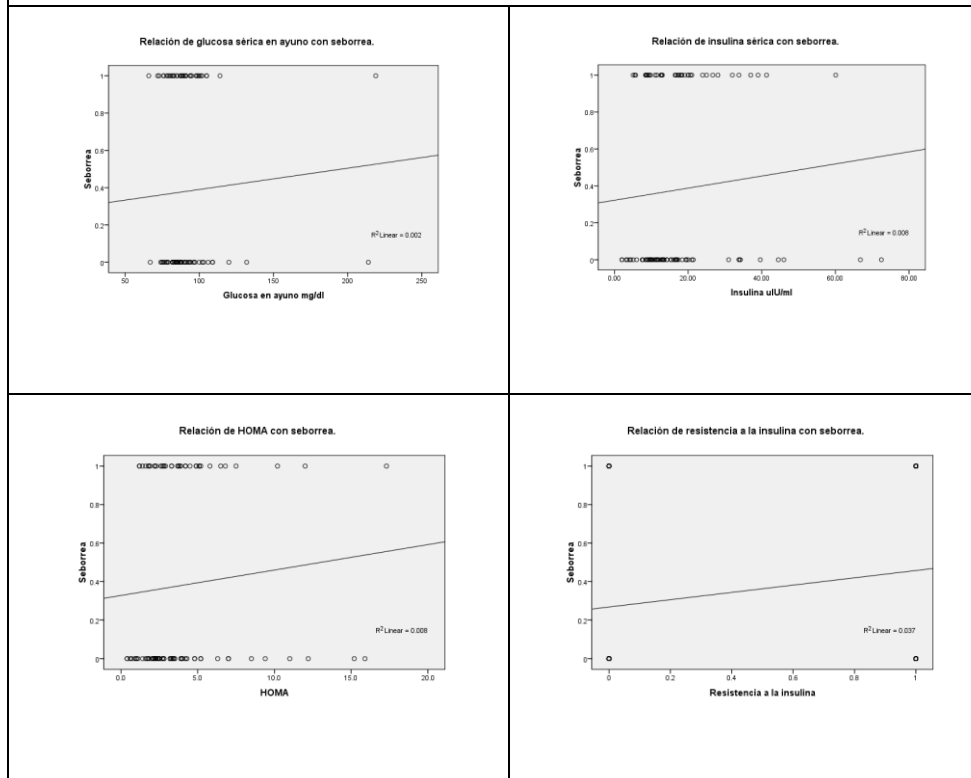 Relación de glucosa sérica en ayuno con seborrea.
Seborrea
1
0.8
0.6
0.4
0.2
0
R² Linear = 0.002
50 100 150 200 250
Glucosa en ayuno mg/dl
Relación de insulina sérica con seborrea.
Seborrea
1
0.8
0.6
0.4
0.2
0
R² Linear = 0.008
0.00 20.00 40.00 60.00 80.00
Insulina uIU/ml
Relación de HOMA con seborrea.
Seborrea
1
0.8
0.6
0.4
0.2
0
R² Linear = 0.008
0.0 5.0 10.0 15.0 20.0
HOMA
Relación de resistencia a la insulina con seborrea.
Seborrea
1
0.8
0.6
0.4
0.2
0
R² Linear = 0.037
0 0.2 0.4 0.6 0.8 1
Resistencia a la insulina